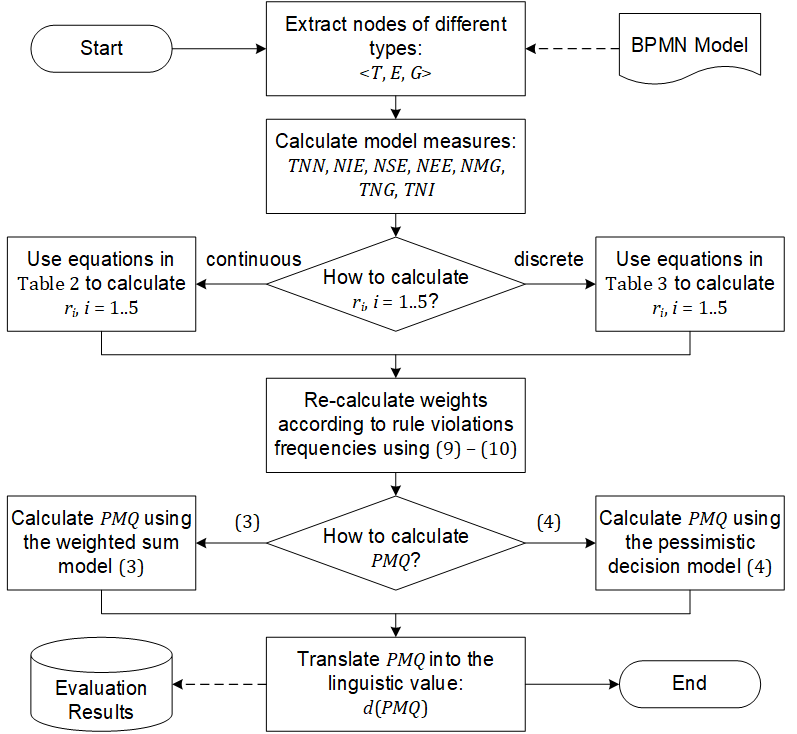 Start
Extract nodes of different
types:
<T, E, G>
BPMN Model
Calculate model measures:
TNN, NIE, NSE, NEE, NMG,
TNG, TNI
Use equations in
Table 2 to calculate
rᵢ, i = 1..5
continuous
How to calculate
rᵢ, i = 1..5?
discrete
Use equations in
Table 3 to calculate
rᵢ, i = 1..5
Re-calculate weights
according to rule violations
frequencies using (9) – (10)
Calculate PMQ using
the weighted sum
model (3)
(3)
How to calculate
PMQ?
(4)
Calculate PMQ using
the pessimistic
decision model (4)
Evaluation
Results
Translate PMQ into the
linguistic value:
d(PMQ)
End